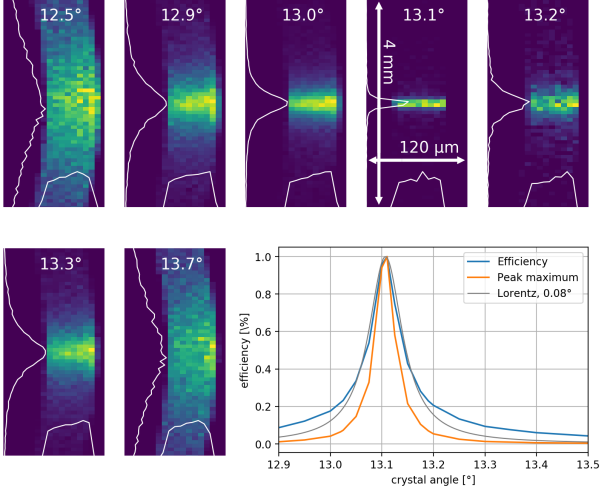 12.5°
12.9°
13.0°
13.1°
13.2°
4 mm
120 μm
13.3°
13.7°
Efficiency
Peak maximum
Lorentz, 0.08°
efficiency [\%]
1.0
0.8
0.6
0.4
0.2
0.0
12.9 13.0 13.1 13.2 13.3 13.4 13.5
crystal angle [°]